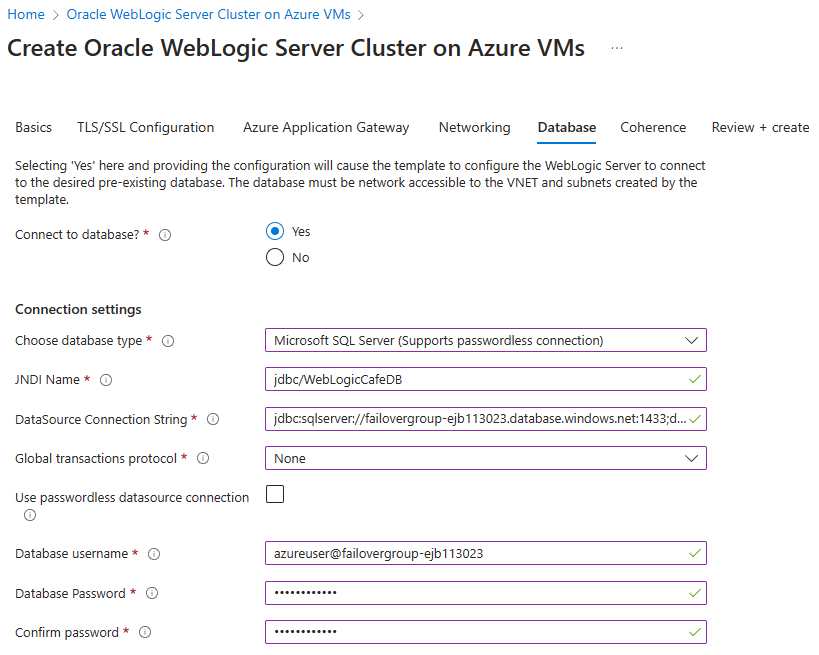 Home > Oracle WebLogic Server Cluster on Azure VMs >
Create Oracle WebLogic Server Cluster on Azure VMs ...
Basics TLS/SSL Configuration Azure Application Gateway Networking Database Coherence Review + create
Selecting 'Yes' here and providing the configuration will cause the template to configure the WebLogic Server to connect
to the desired pre-existing database. The database must be network accessible to the VNET and subnets created by the
template.
Connect to database? *
Yes
No
Connection settings
Choose database type * Microsoft SQL Server (Supports passwordless connection)
JNDI Name * jdbc/WebLogicCafeDB
DataSource Connection String * jdbc:sqlserver://failovergroup-ejb113023.database.windows.net:1433;d...
Global transactions protocol * None
Use passwordless datasource connection
Database username * azureuser@failovergroup-ejb113023
Database Password * ••••••••••••
Confirm password * ••••••••••••